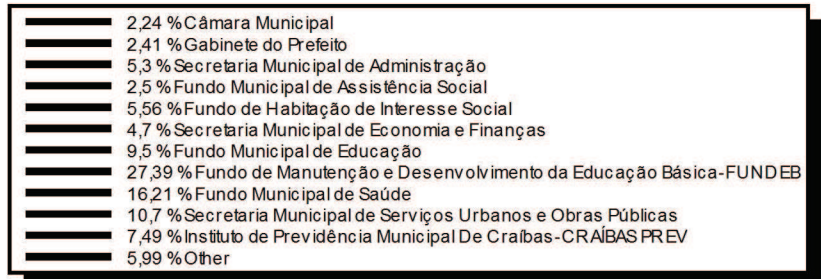 2,24 % Câmara Municipal
2,41 % Gabinete do Prefeito
5,3 % Secretaria Municipal de Administração
2,5 % Fundo Municipal de Assistência Social
5,56 % Fundo de Habitação de Interesse Social
4,7 % Secretaria Municipal de Economia e Finanças
9,5 % Fundo Municipal de Educação
27,39 % Fundo de Manutenção e Desenvolvimento da Educação Básica-FUNDEB
16,21 % Fundo Municipal de Saúde
10,7 % Secretaria Municipal de Serviços Urbanos e Obras Públicas
7,49 % Instituto de Previdência Municipal De Craíbas-CRAÍBAS PREV
5,99 % Other